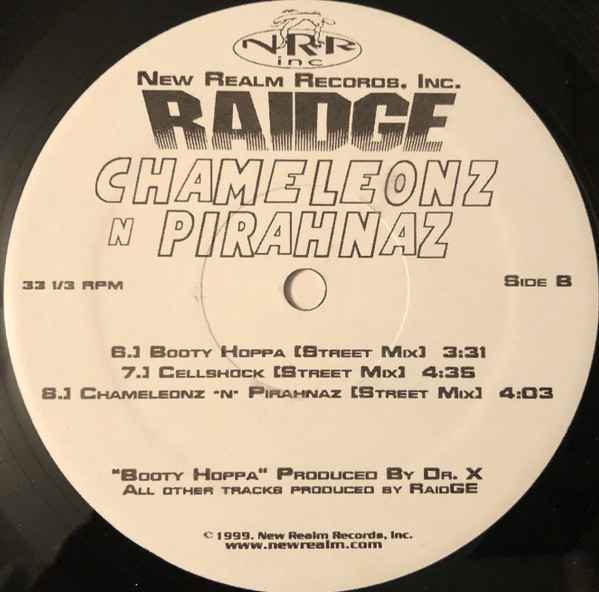 NRR
inc
New Realm Records, Inc.
RAIDGE
CHAMELEONZ
N PIRAHNAZ
33 1/3 RPM
Side B
6.] Booty Hoppa [Street Mix] 3:31
7.] Cellshock [Street Mix] 4:35
8.] Chameleonz -n- Pirahnaz [Street Mix] 4:03
"Booty Hoppa" Produced By Dr. X
All other tracks produced by RaidGE
© 1999. New Realm Records, Inc.
www.newrealm.com